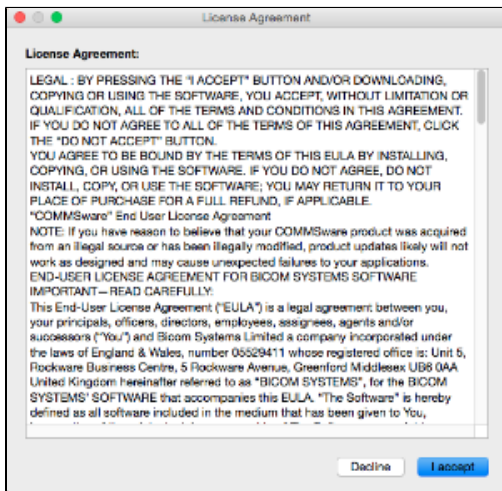 License Agreement
License Agreement:
LEGAL : BY PRESSING THE "I ACCEPT" BUTTON AND/OR DOWNLOADING,
COPYING OR USING THE SOFTWARE, YOU ACCEPT, WITHOUT LIMITATION OR
QUALIFICATION, ALL OF THE TERMS AND CONDITIONS IN THIS AGREEMENT.
IF YOU DO NOT AGREE TO ALL OF THE TERMS OF THIS AGREEMENT, CLICK
THE "DO NOT ACCEPT" BUTTON.
YOU AGREE TO BE BOUND BY THE TERMS OF THIS EULA BY INSTALLING,
COPYING, OR USING THE SOFTWARE. IF YOU DO NOT AGREE, DO NOT
INSTALL, COPY, OR USE THE SOFTWARE; YOU MAY RETURN IT TO YOUR
PLACE OF PURCHASE FOR A FULL REFUND, IF APPLICABLE.
"COMMSware" End User License Agreement
NOTE: If you have reason to believe that your COMMSware product was acquired
from an illegal source or has been illegally modified, product updates likely will not
work as designed and may cause unexpected failures to your applications.
END-USER LICENSE AGREEMENT FOR BICOM SYSTEMS SOFTWARE
IMPORTANT—READ CAREFULLY:
This End-User License Agreement ("EULA") is a legal agreement between you,
your principals, officers, directors, employees, assignees, agents and/or
successors ("You") and Bicom Systems Limited a company incorporated under
the laws of England & Wales, number 05529411 whose registered office is: Unit 5,
Rockware Business Centre, 5 Rockware Avenue, Greenford Middlesex UB6 0AA
United Kingdom hereinafter referred to as "BICOM SYSTEMS", for the BICOM
SYSTEMS' SOFTWARE that accompanies this EULA. "The Software" is hereby
defined as all software included in the medium that has been given to You,
Decline
I accept